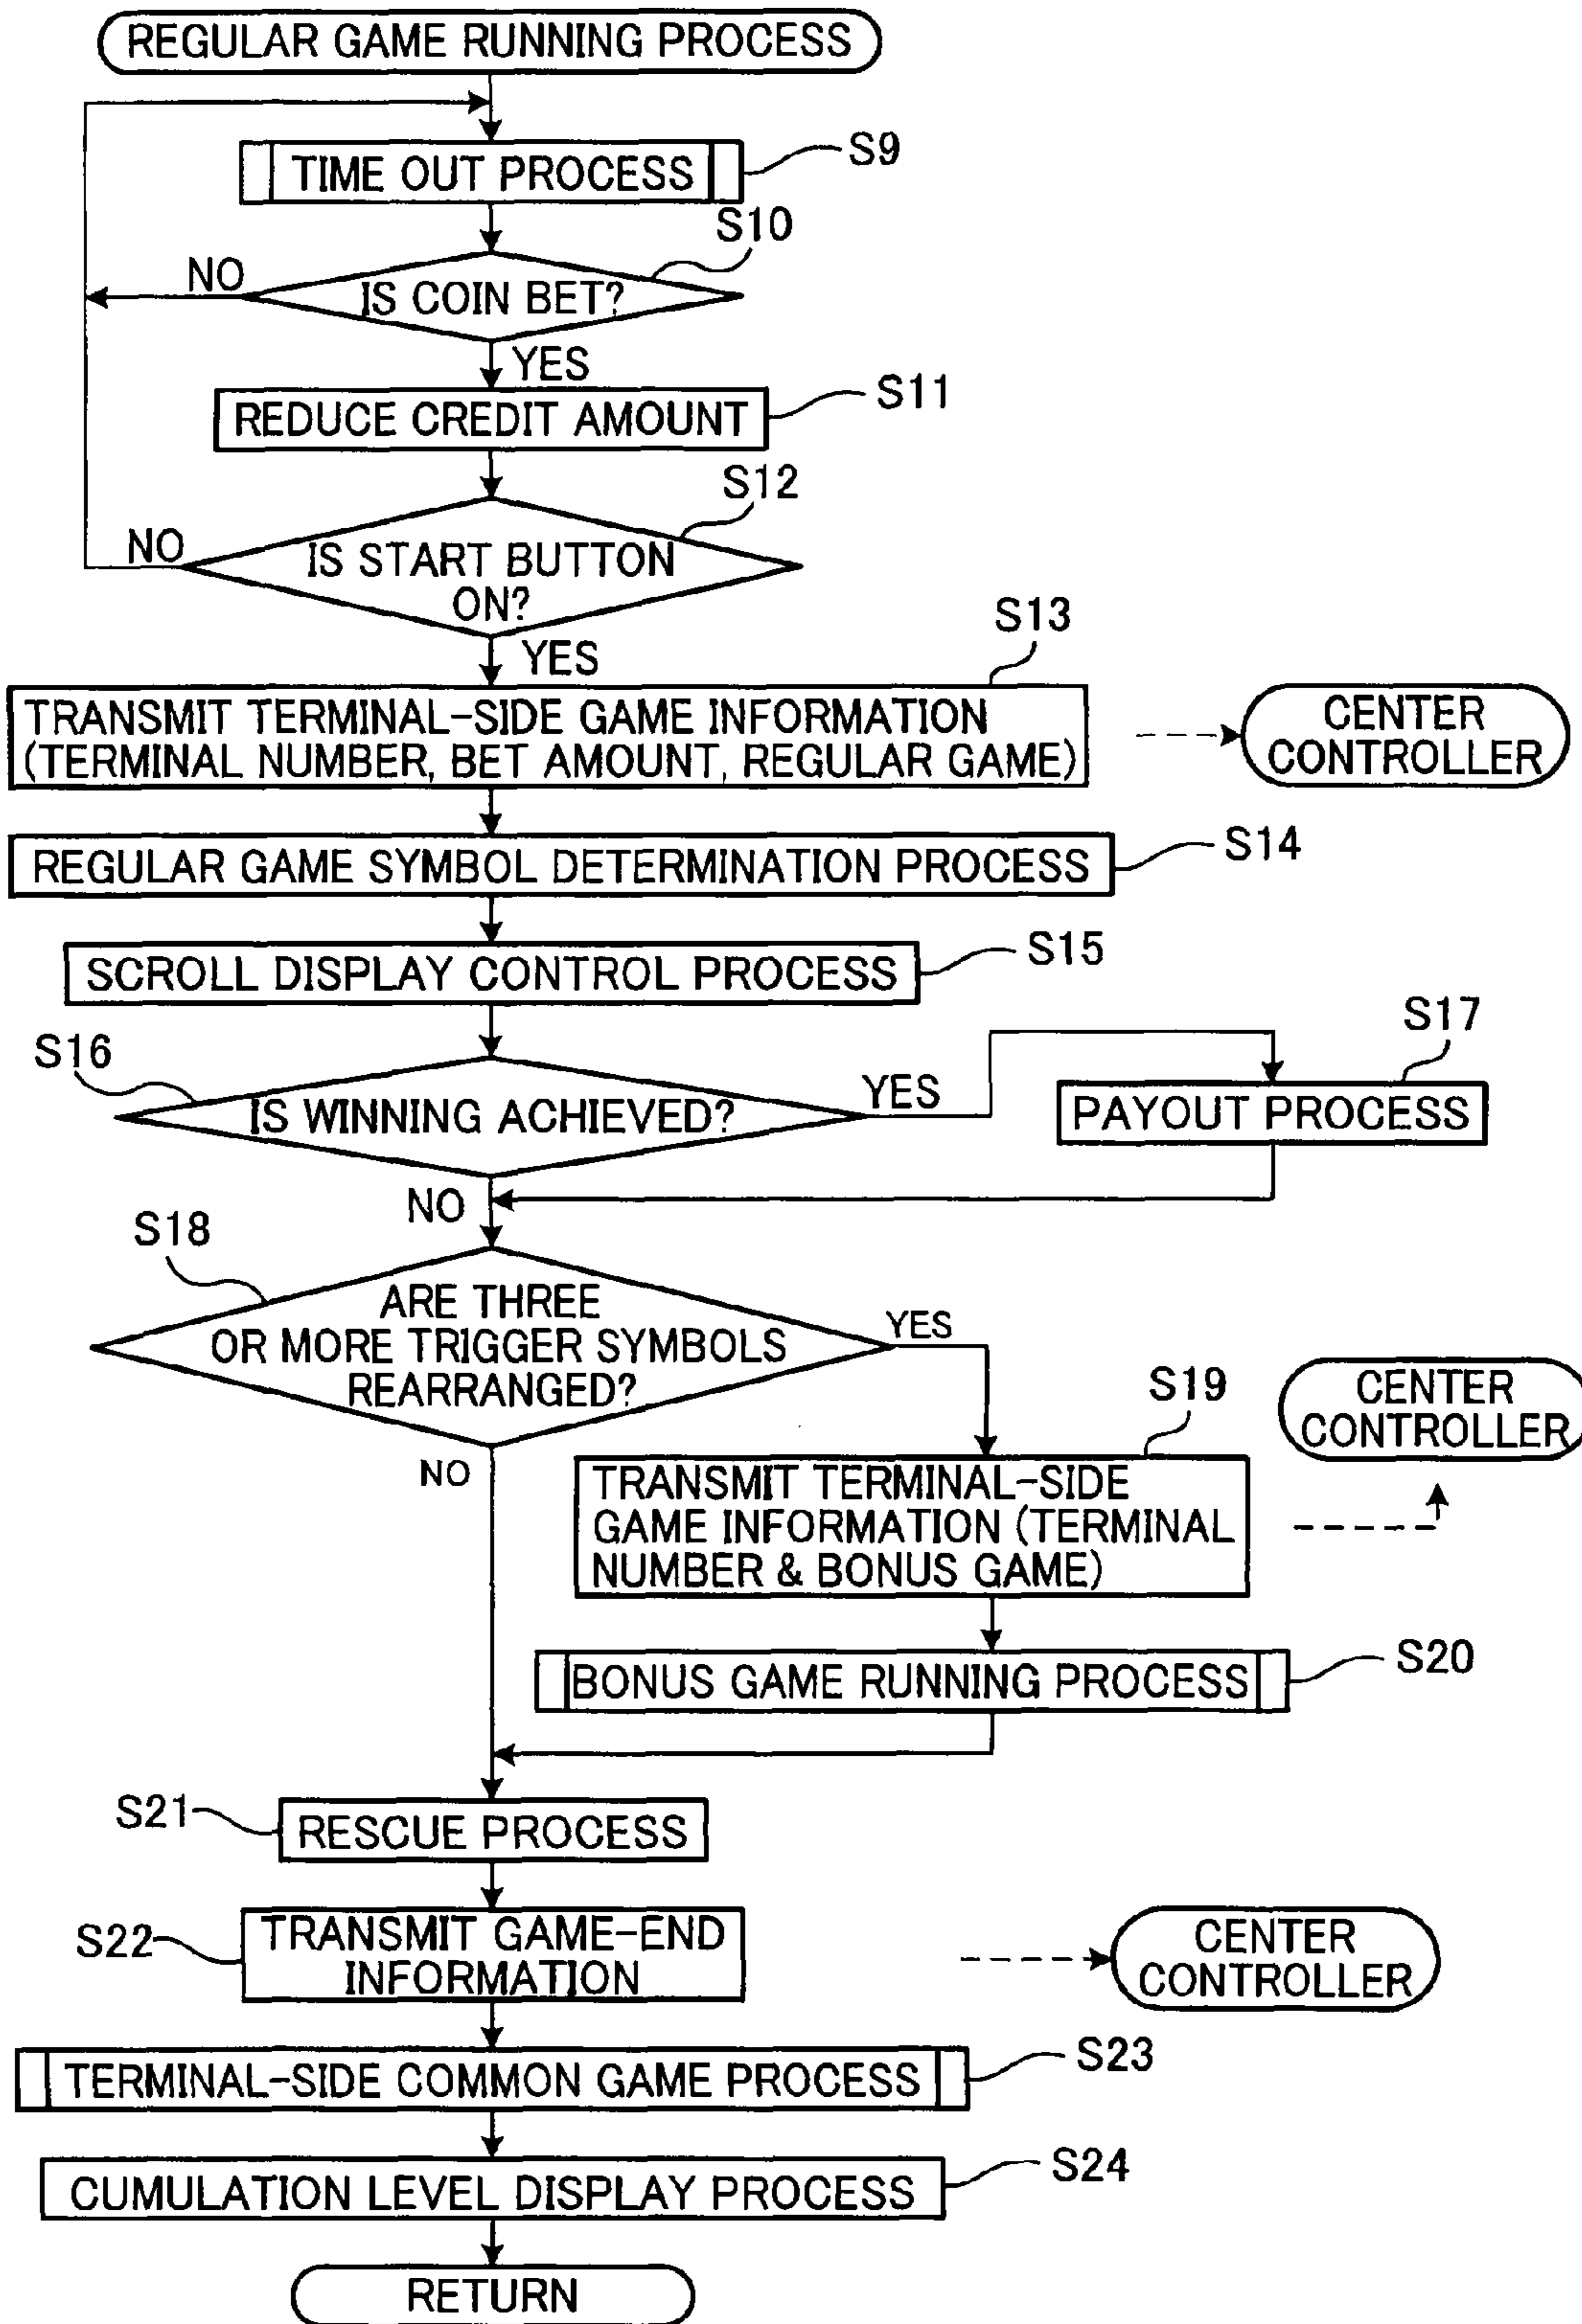 REGULAR GAME RUNNING PROCESS
TIME OUT PROCESS
S9
S10
NO
IS COIN BET?
YES
S11
REDUCE CREDIT AMOUNT
S12
NO
IS START BUTTON
ON?
S13
YES
TRANSMIT TERMINAL-SIDE GAME INFORMATION
(TERMINAL NUMBER, BET AMOUNT, REGULAR GAME)
CENTER
CONTROLLER
S14
REGULAR GAME SYMBOL DETERMINATION PROCESS
S15
SCROLL DISPLAY CONTROL PROCESS
S16
S17
YES
IS WINNING ACHIEVED?
PAYOUT PROCESS
NO
S18
ARE THREE
OR MORE TRIGGER SYMBOLS
REARRANGED?
YES
S19
CENTER
CONTROLLER
NO
TRANSMIT TERMINAL-SIDE
GAME INFORMATION (TERMINAL
NUMBER & BONUS GAME)
BONUS GAME RUNNING PROCESS
S20
S21
RESCUE PROCESS
S22
TRANSMIT GAME-END
INFORMATION
CENTER
CONTROLLER
S23
TERMINAL-SIDE COMMON GAME PROCESS
S24
CUMULATION LEVEL DISPLAY PROCESS
RETURN